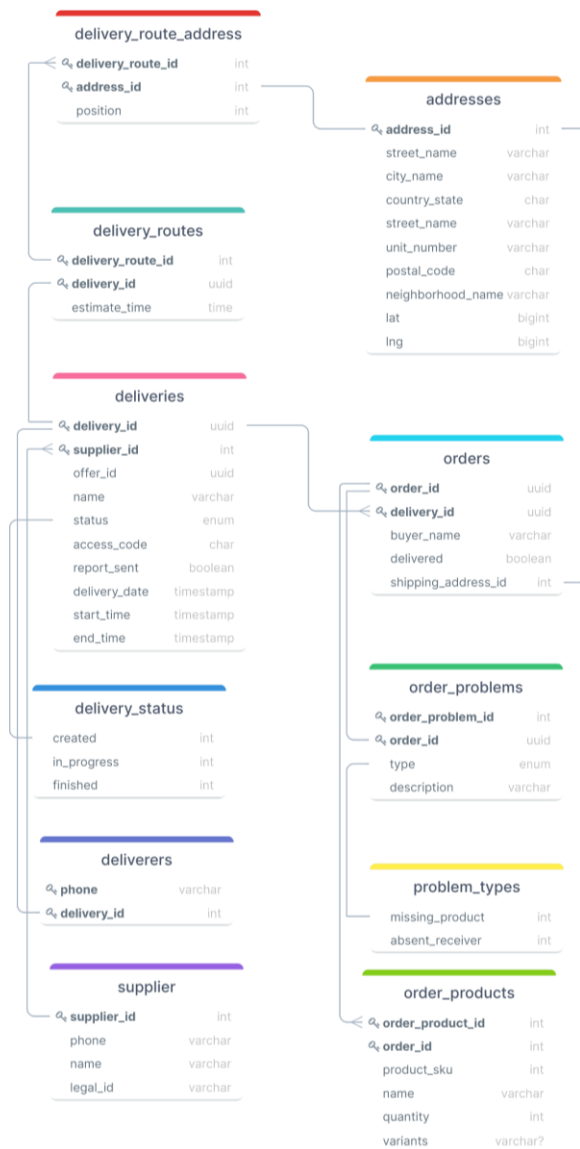 delivery_route_address
delivery_route_id int
address_id int
position int
addresses
address_id int
street_name varchar
city_name varchar
country_state char
street_name varchar
unit_number varchar
postal_code char
neighborhood_name varchar
lat bigint
lng bigint
delivery_routes
delivery_route_id int
delivery_id uuid
estimate_time time
deliveries
delivery_id uuid
supplier_id int
offer_id uuid
name varchar
status enum
access_code char
report_sent boolean
delivery_date timestamp
start_time timestamp
end_time timestamp
orders
order_id uuid
delivery_id uuid
buyer_name varchar
delivered boolean
shipping_address_id int
delivery_status
created int
in_progress int
finished int
order_problems
order_problem_id int
order_id uuid
type enum
description varchar
deliverers
phone varchar
delivery_id int
problem_types
missing_product int
absent_receiver int
supplier
supplier_id int
phone varchar
name varchar
legal_id varchar
order_products
order_product_id int
order_id int
product_sku int
name varchar
quantity int
variants varchar?